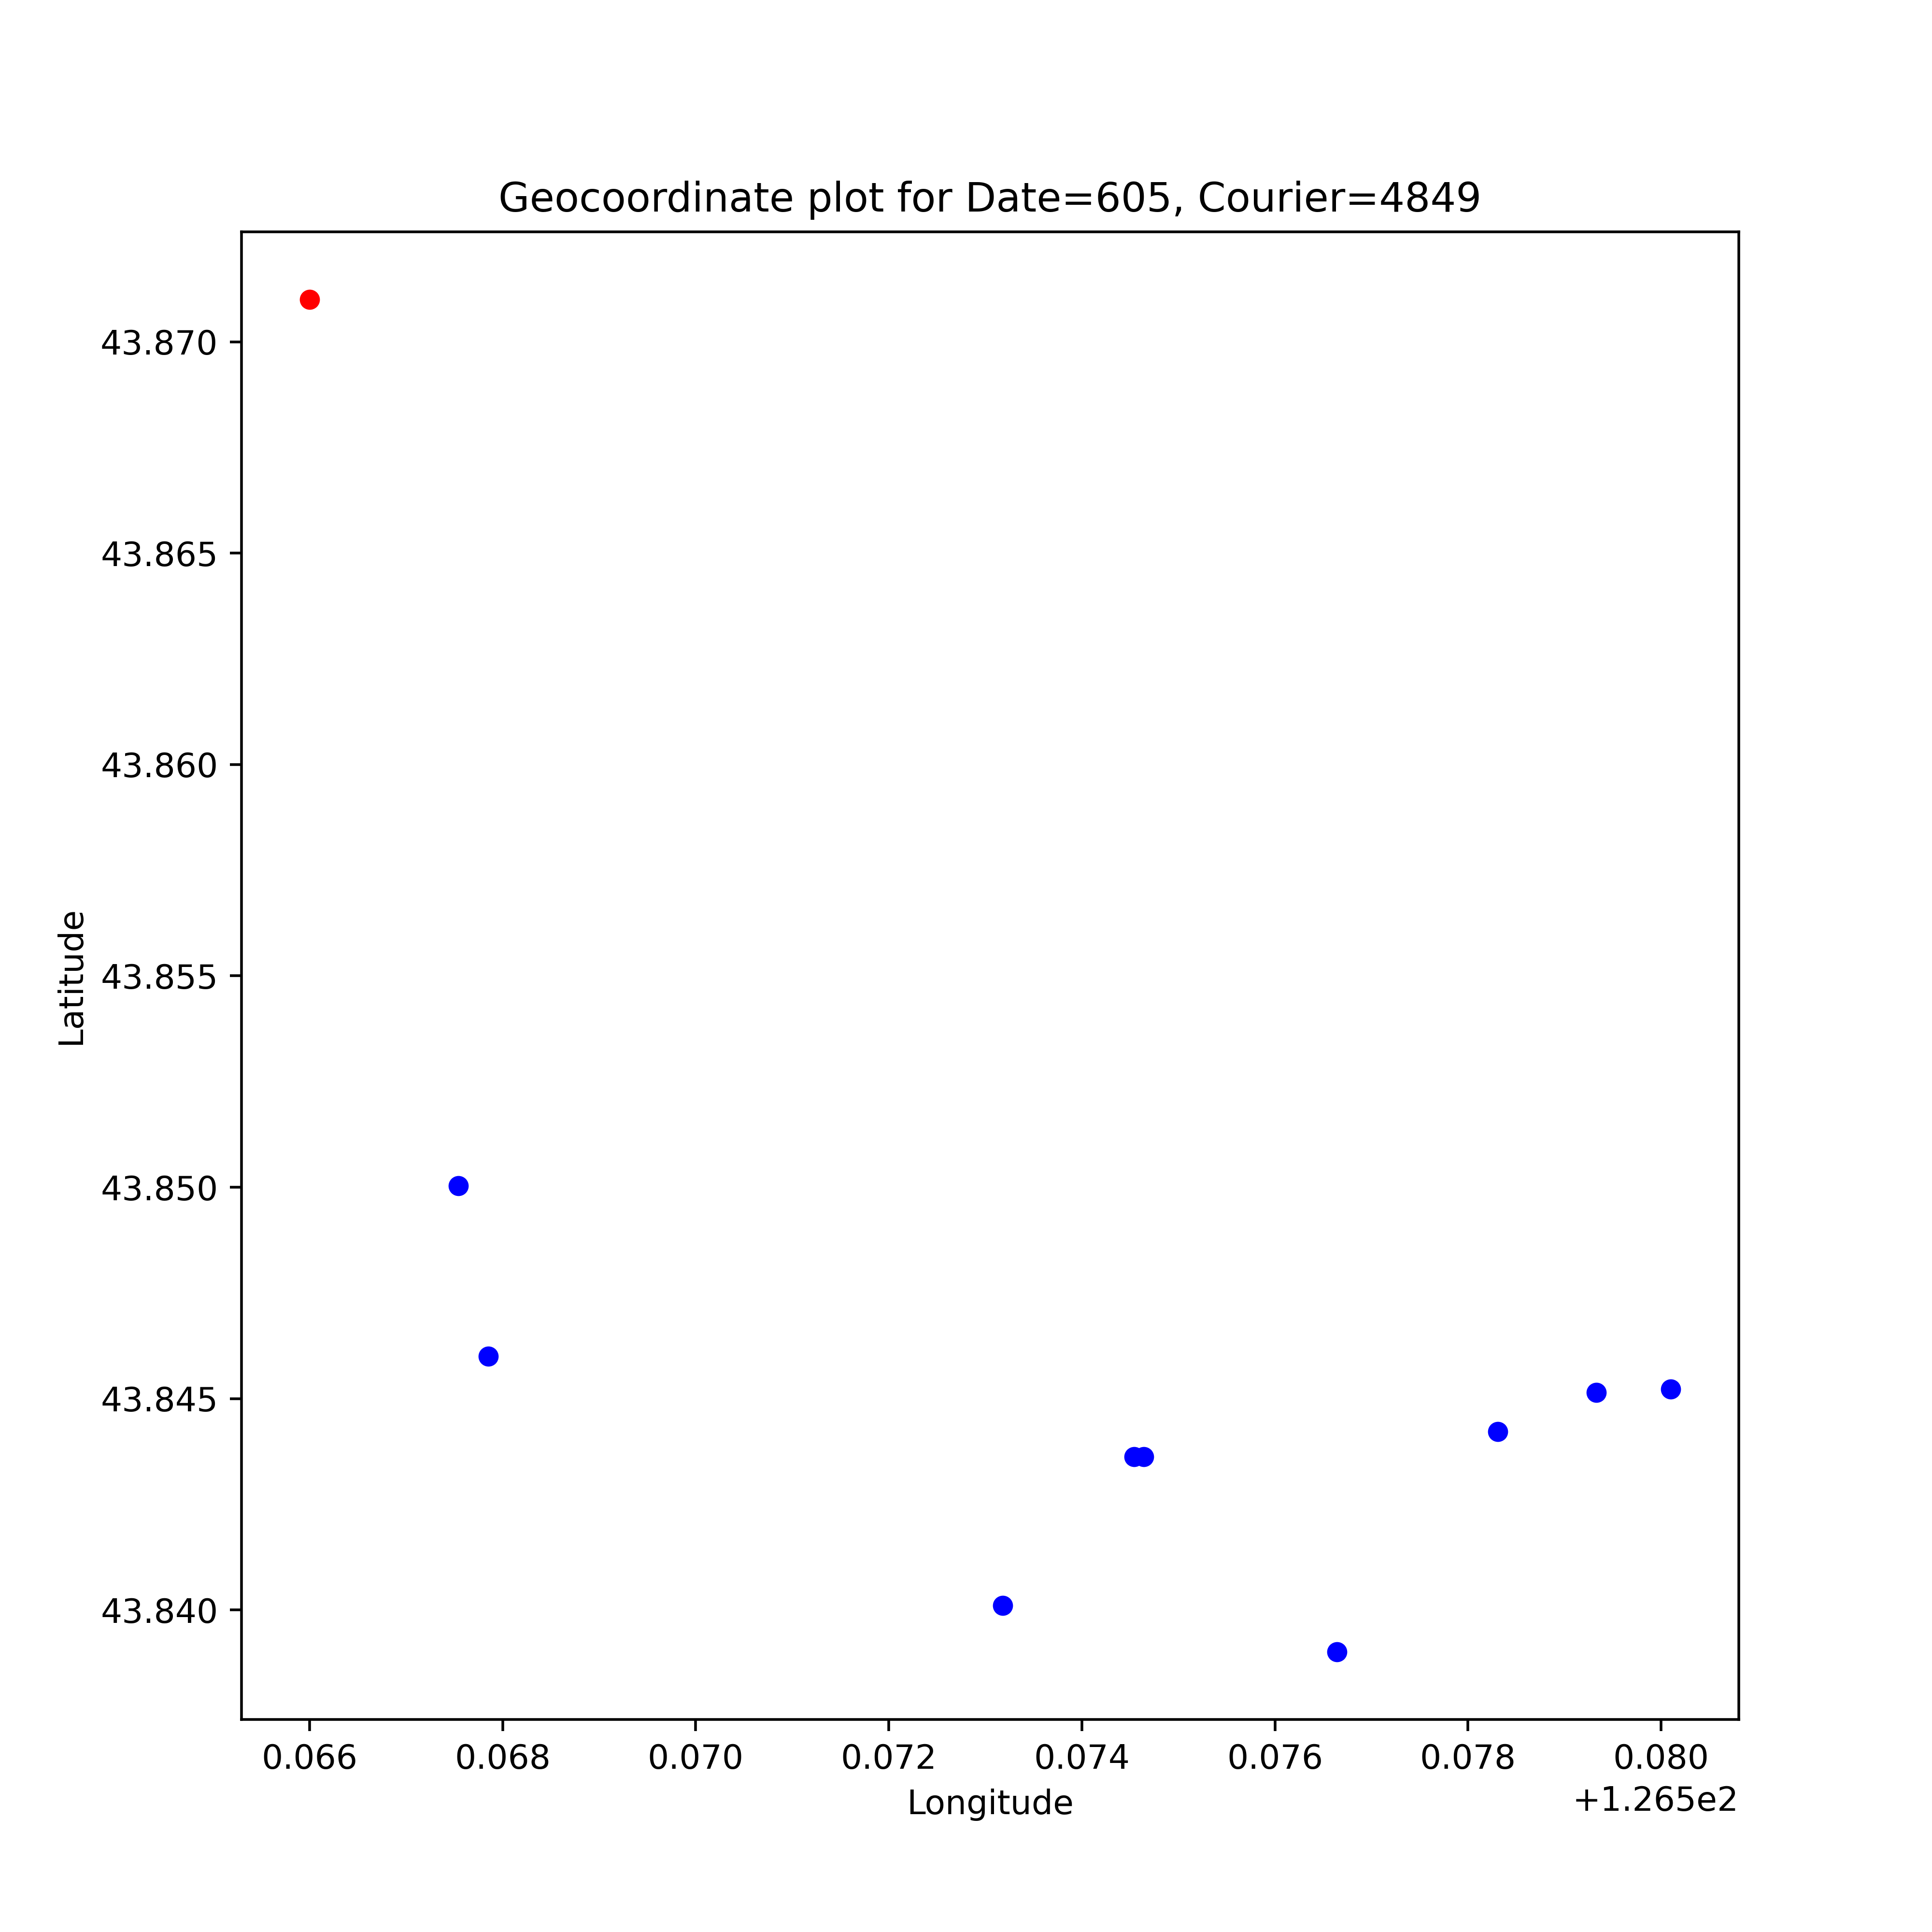 Geocoordinate plot for Date=605, Courier=4849
43.870
43.865
43.860
43.855
43.850
43.845
43.840
Latitude
0.066 0.068 0.070 0.072 0.074 0.076 0.078 0.080
+1.265e2
Longitude